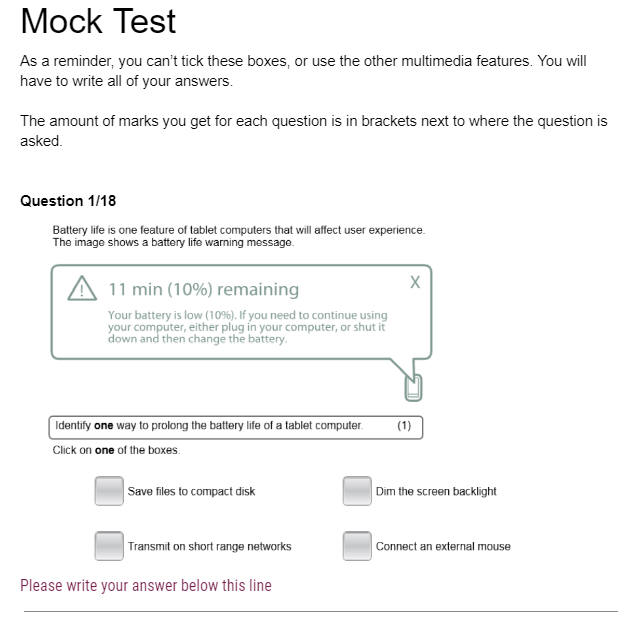 Mock Test
As a reminder, you can't tick these boxes, or use the other multimedia features. You will
have to write all of your answers.
The amount of marks you get for each question is in brackets next to where the question is
asked.
Question 1/18
Battery life is one feature of tablet computers that will affect user experience.
The image shows a battery life warning message.
11 min (10%) remaining X
Your battery is low (10%). If you need to continue using
your computer, either plug in your computer, or shut it
down and then change the battery.
Identify one way to prolong the battery life of a tablet computer. (1)
Click on one of the boxes.
Save files to compact disk Dim the screen backlight
Transmit on short range networks Connect an external mouse
Please write your answer below this line